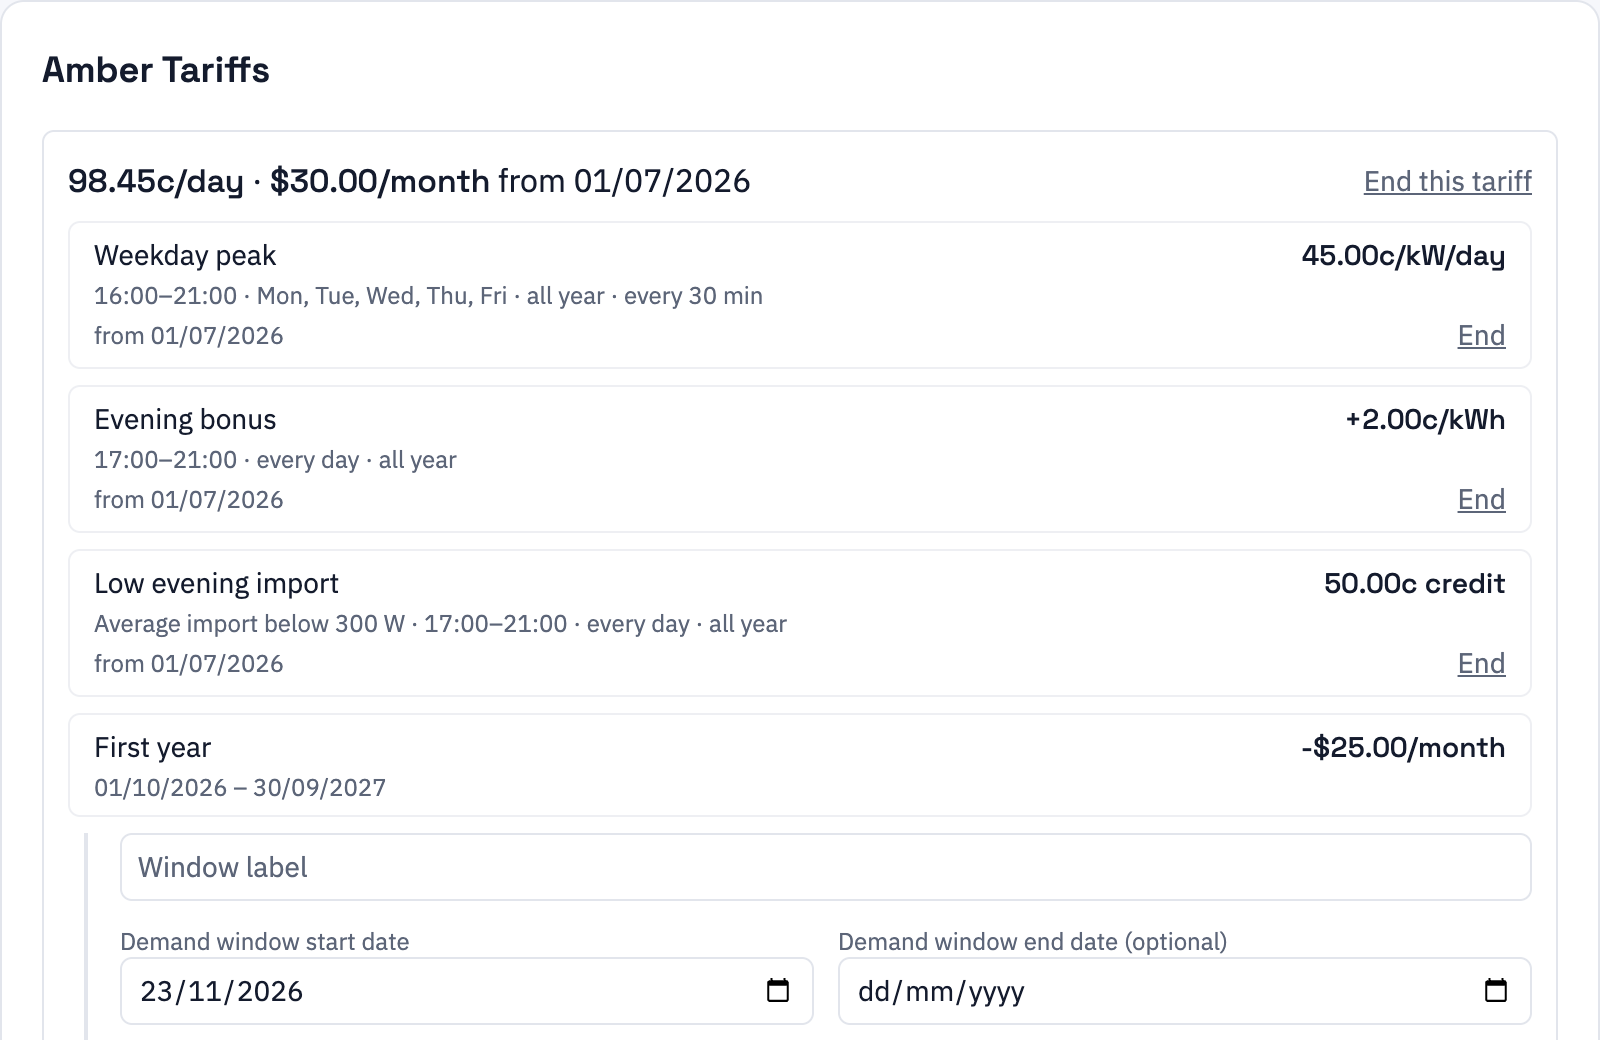 Amber Tariffs
98.45c/day · $30.00/month from 01/07/2026
End this tariff
Weekday peak
45.00c/kW/day
16:00–21:00 · Mon, Tue, Wed, Thu, Fri · all year · every 30 min
from 01/07/2026
End
Evening bonus
+2.00c/kWh
17:00–21:00 · every day · all year
from 01/07/2026
End
Low evening import
50.00c credit
Average import below 300 W · 17:00–21:00 · every day · all year
from 01/07/2026
End
First year
-$25.00/month
01/10/2026 – 30/09/2027
Window label
Demand window start date
Demand window end date (optional)
23/11/2026
dd/mm/yyyy